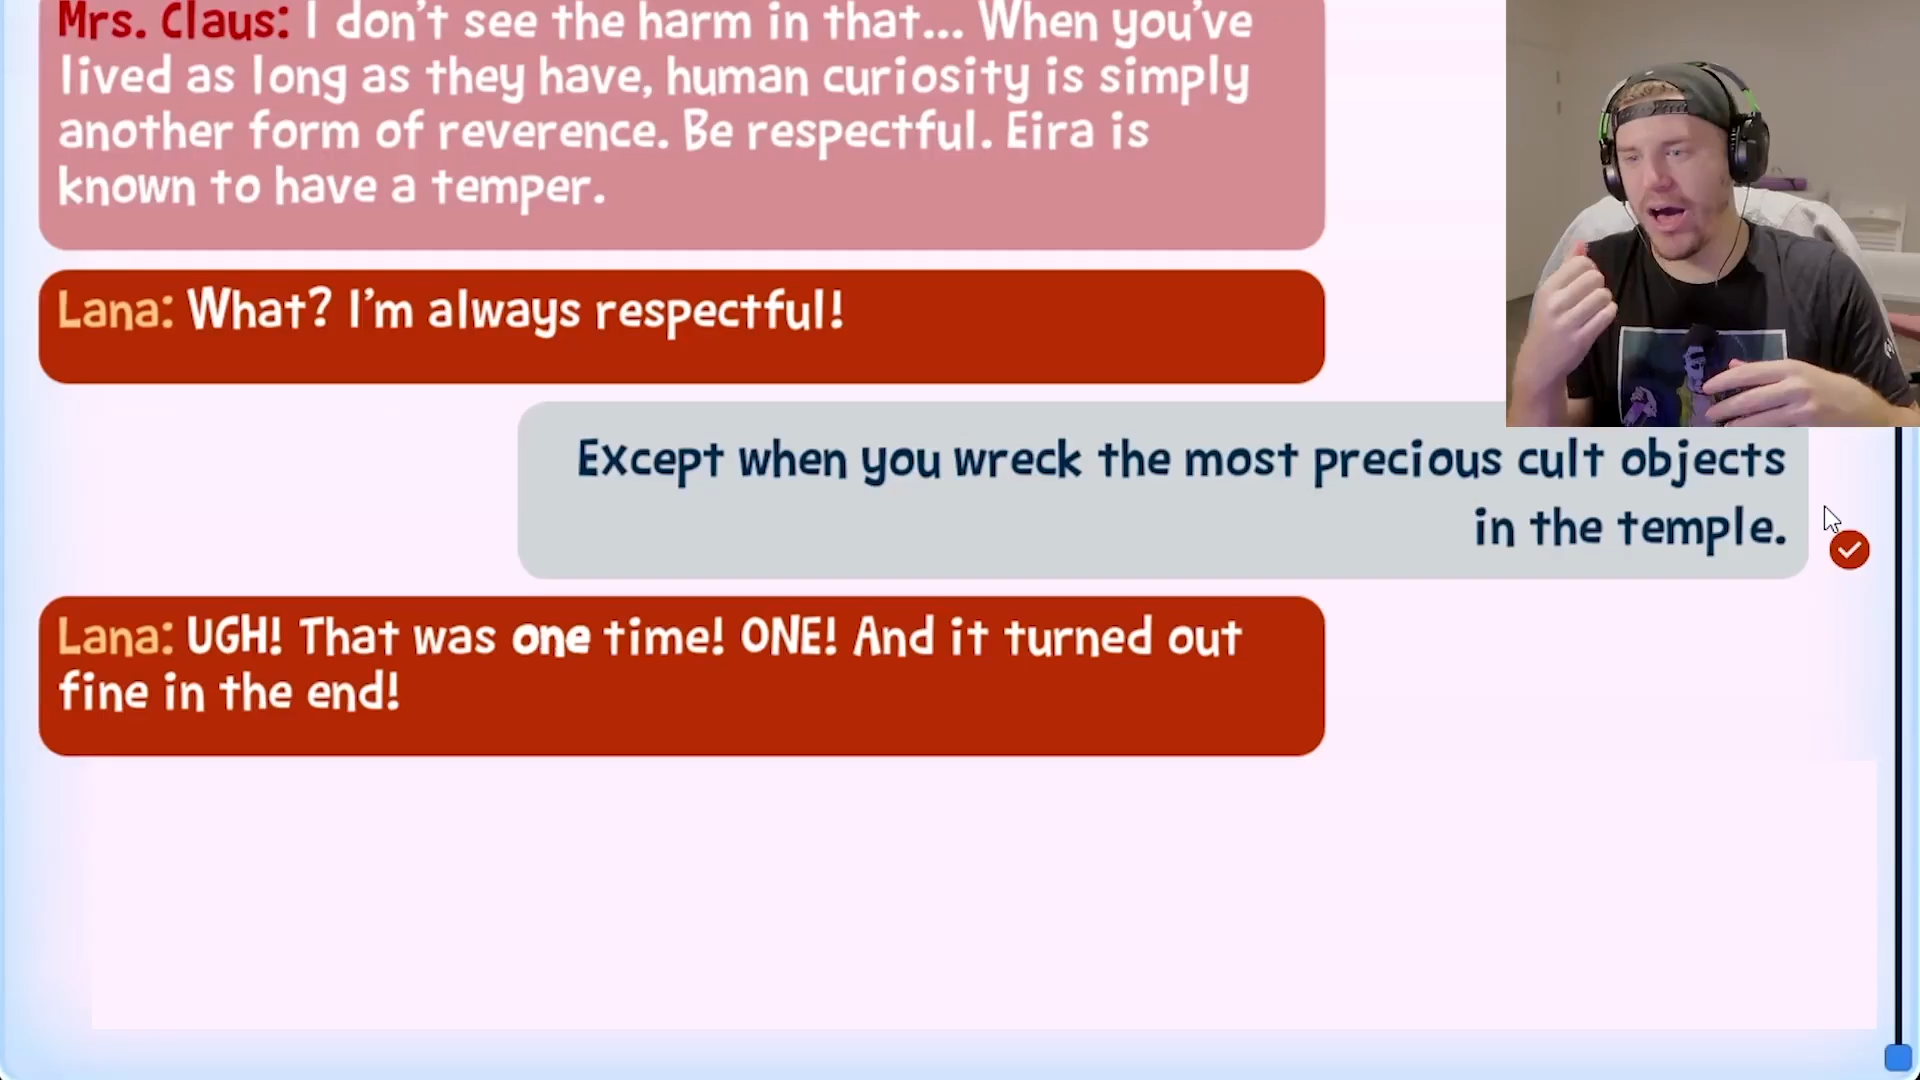 Mrs. Claus: I don't see the harm in that... When you've
lived as long as they have, human curiosity is simply
another form of reverence. Be respectful. Eira is
known to have a temper.
Lana: What? I'm always respectful!
Except when you wreck the most precious cult objects
in the temple.
Lana: UGH! That was one time! ONE! And it turned out
fine in the end!